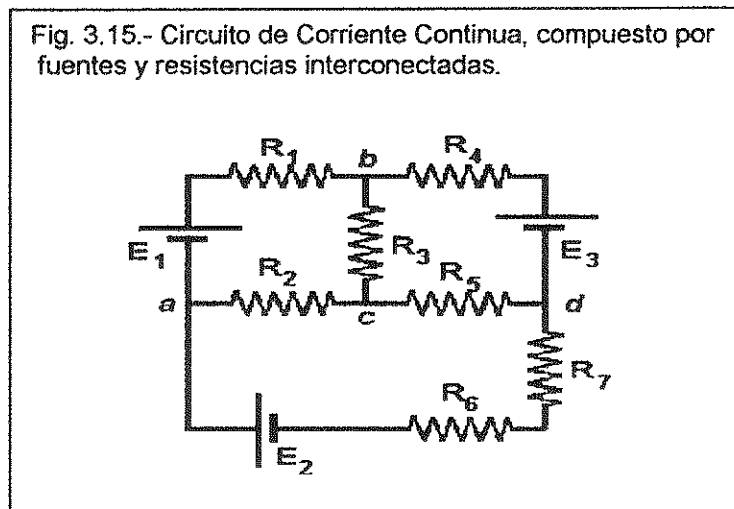 Fig. 3.15.- Circuito de Corriente Continua, compuesto por
fuentes y resistencias interconectadas.
R1 b R4
E1 R3 E3
R2 R5
a c d
R7
R6
E2